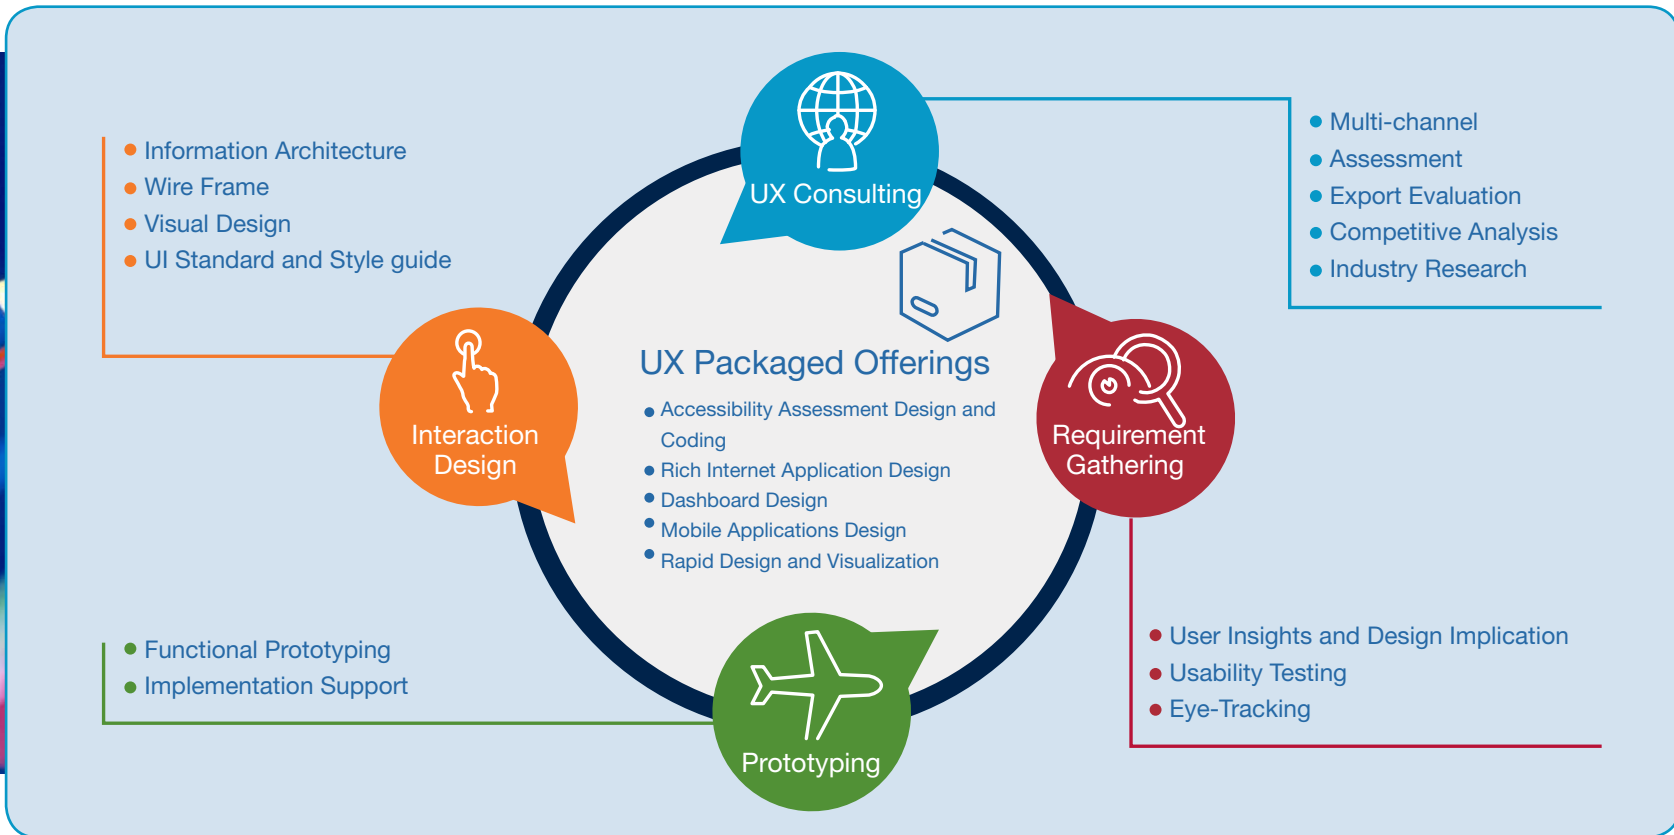 UX Consulting
Multi-channel
Assessment
Export Evaluation
Competitive Analysis
Industry Research
Information Architecture
Wire Frame
Visual Design
UI Standard and Style guide
Interaction
Design
UX Packaged Offerings
Accessibility Assessment Design and
Coding
Rich Internet Application Design
Dashboard Design
Mobile Applications Design
Rapid Design and Visualization
Requirement
Gathering
User Insights and Design Implication
Usability Testing
Eye-Tracking
Functional Prototyping
Implementation Support
Prototyping